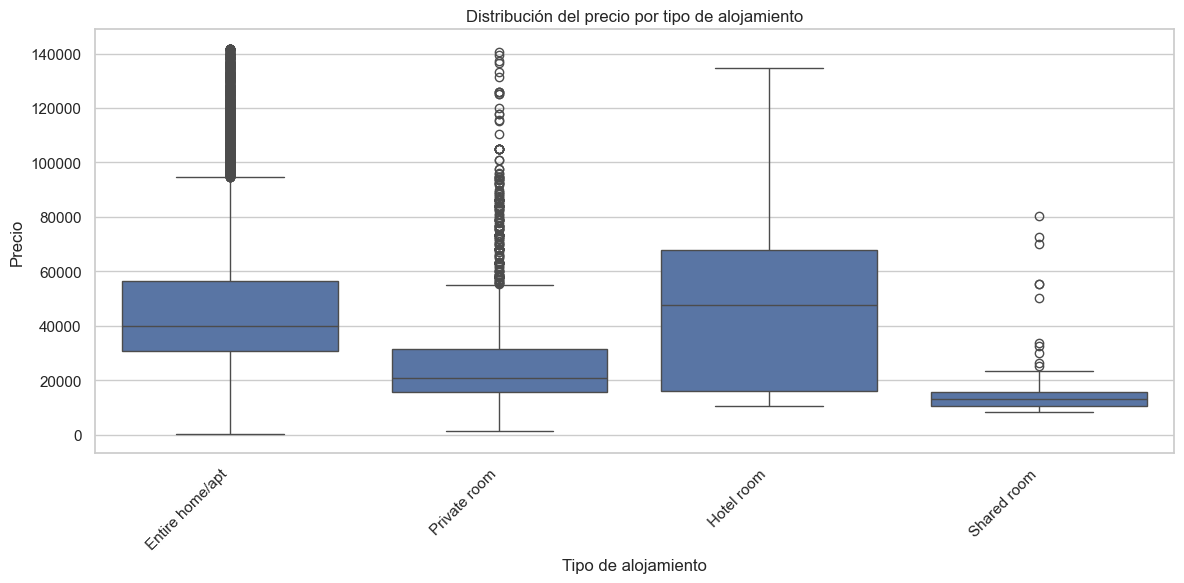 Distribución del precio por tipo de alojamiento
Precio
140000
120000
100000
80000
60000
40000
20000
0
Entire home/apt
Private room
Hotel room
Shared room
Tipo de alojamiento